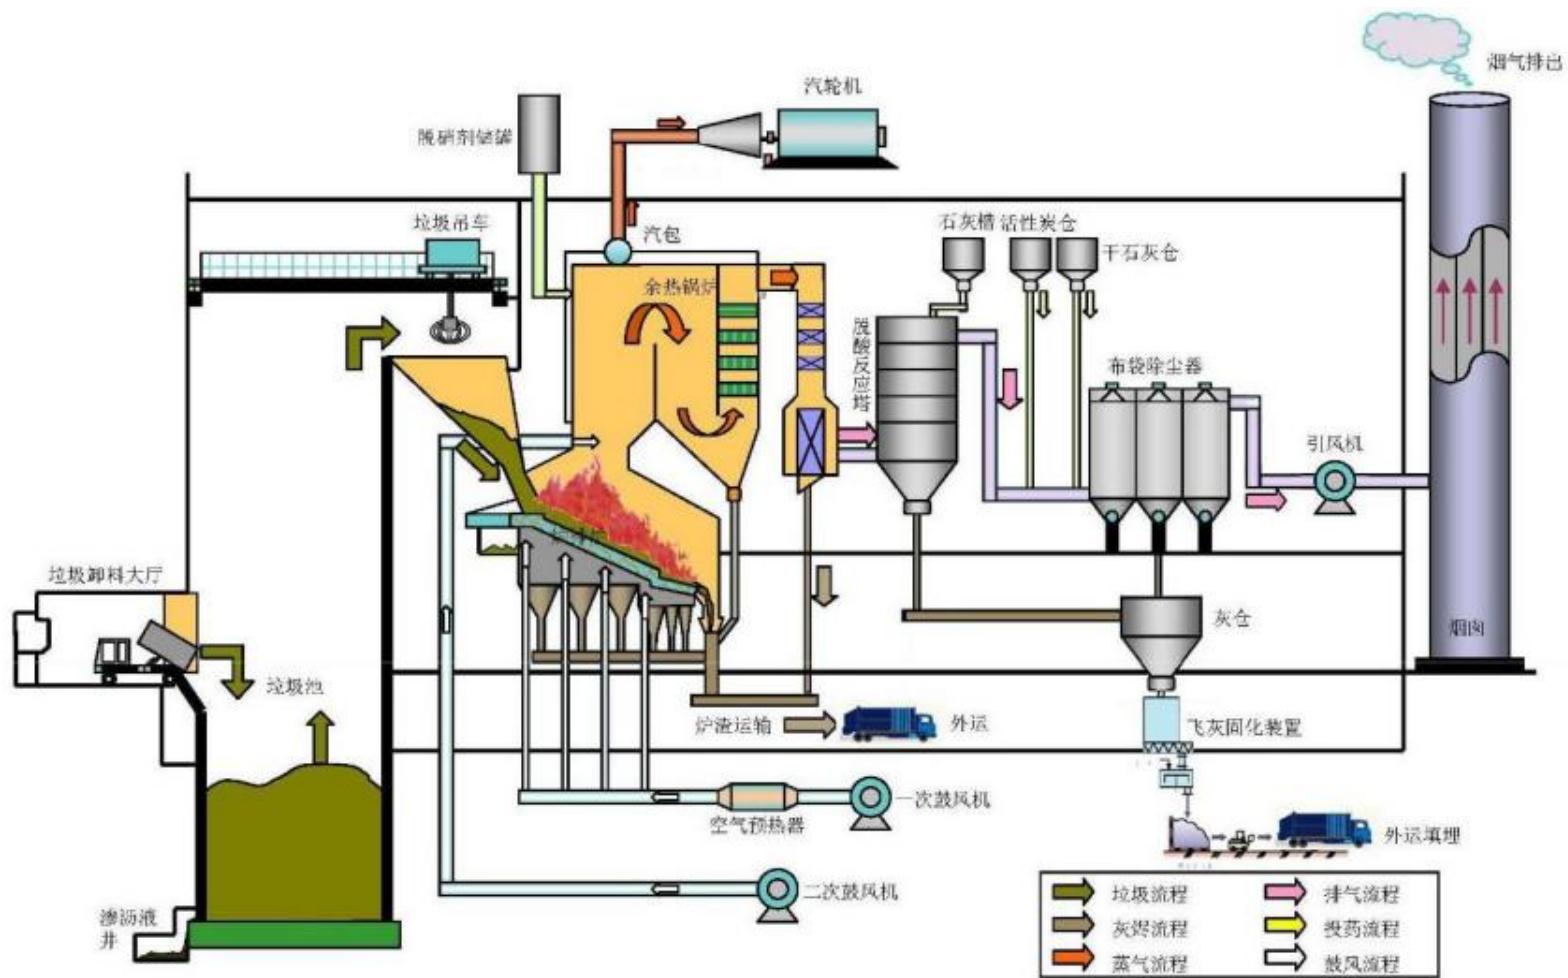 烟气排出
汽轮机
脱硝剂储罐
垃圾吊车
汽包
石灰槽
活性炭仓
干石灰仓
余热锅炉
脱酸反应塔
布袋除尘器
引风机
垃圾卸料大厅
灰仓
烟囱
垃圾池
炉渣运输
外运
飞灰固化装置
一次鼓风机
空气预热器
外运填埋
二次鼓风机
渗沥液
井
垃圾流程
排气流程
灰烬流程
投药流程
蒸气流程
鼓风流程